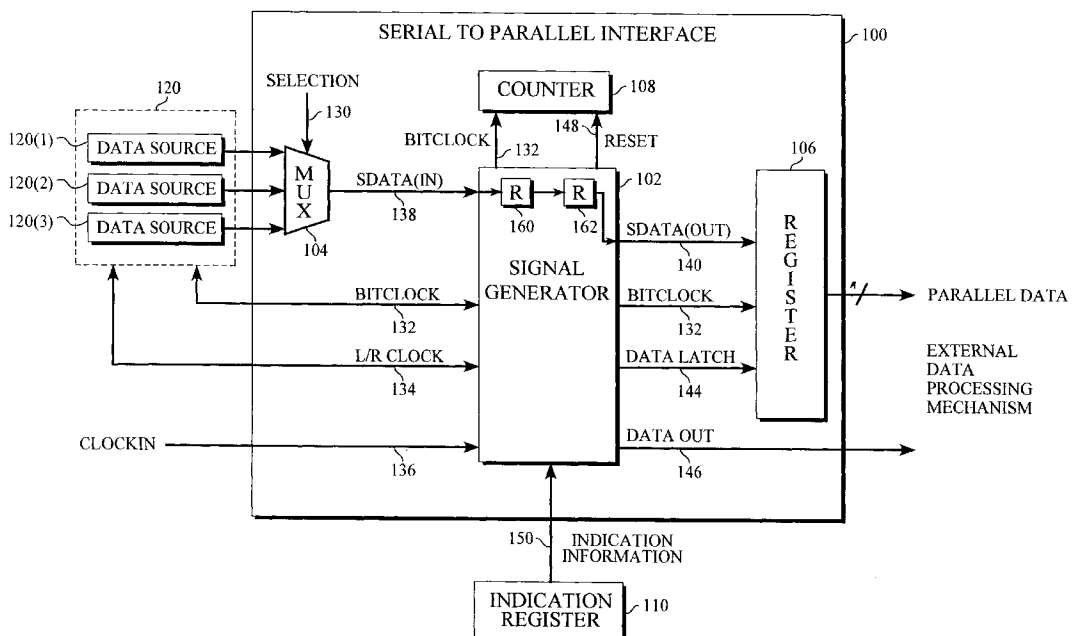 SERIAL TO PARALLEL INTERFACE
100
120
SELECTION
130
COUNTER
108
BITCLOCK
132
148
RESET
120(1)
DATA SOURCE
120(2)
DATA SOURCE
120(3)
DATA SOURCE
MUX
104
SDATA(IN)
138
R
160
R
162
102
106
SDATA(OUT)
140
SIGNAL
GENERATOR
REGISTER
BITCLOCK
132
BITCLOCK
132
n
PARALLEL DATA
L/R CLOCK
134
DATA LATCH
144
EXTERNAL
DATA
PROCESSING
MECHANISM
CLOCKIN
136
DATA OUT
146
150
INDICATION
INFORMATION
INDICATION
REGISTER
110